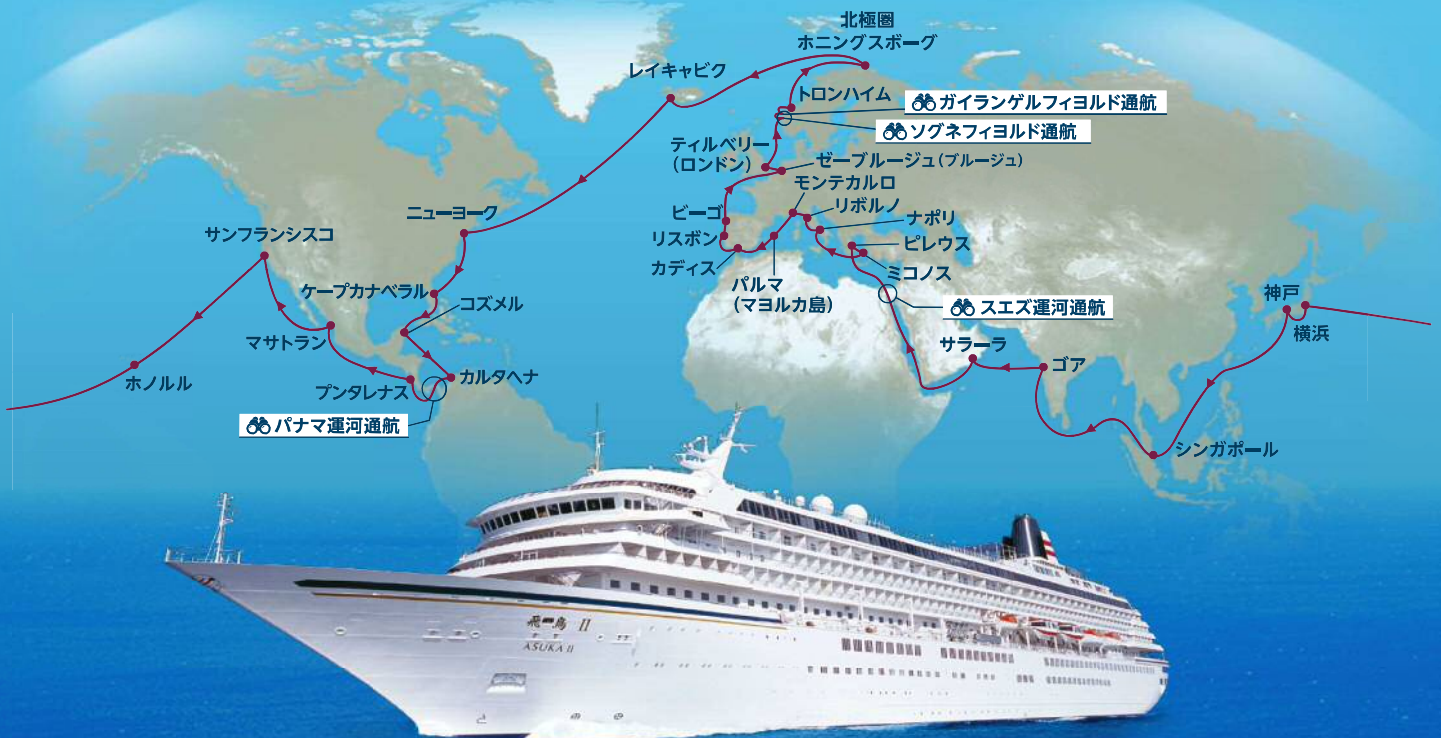 北極圏
ホニングスボーグ
レイキャビク
トロンハイム
ガイランゲルフィヨルド通航
ソグネフィヨルド通航
ティルベリー
(ロンドン)
ゼーブルージュ(ブルージュ)
モンテカルロ
リボルノ
ナポリ
ビーゴ
リスボン
カディス
ピレウス
ミコノス
パルマ
(マヨルカ島)
スエズ運河通航
ニューヨーク
サンフランシスコ
ケープカナベラル
コズメル
マサトラン
ホノルル
プンタレナス
カルタヘナ
パナマ運河通航
サラーラ
ゴア
神戸
横浜
シンガポール
飛鳥 II
ASUKA II